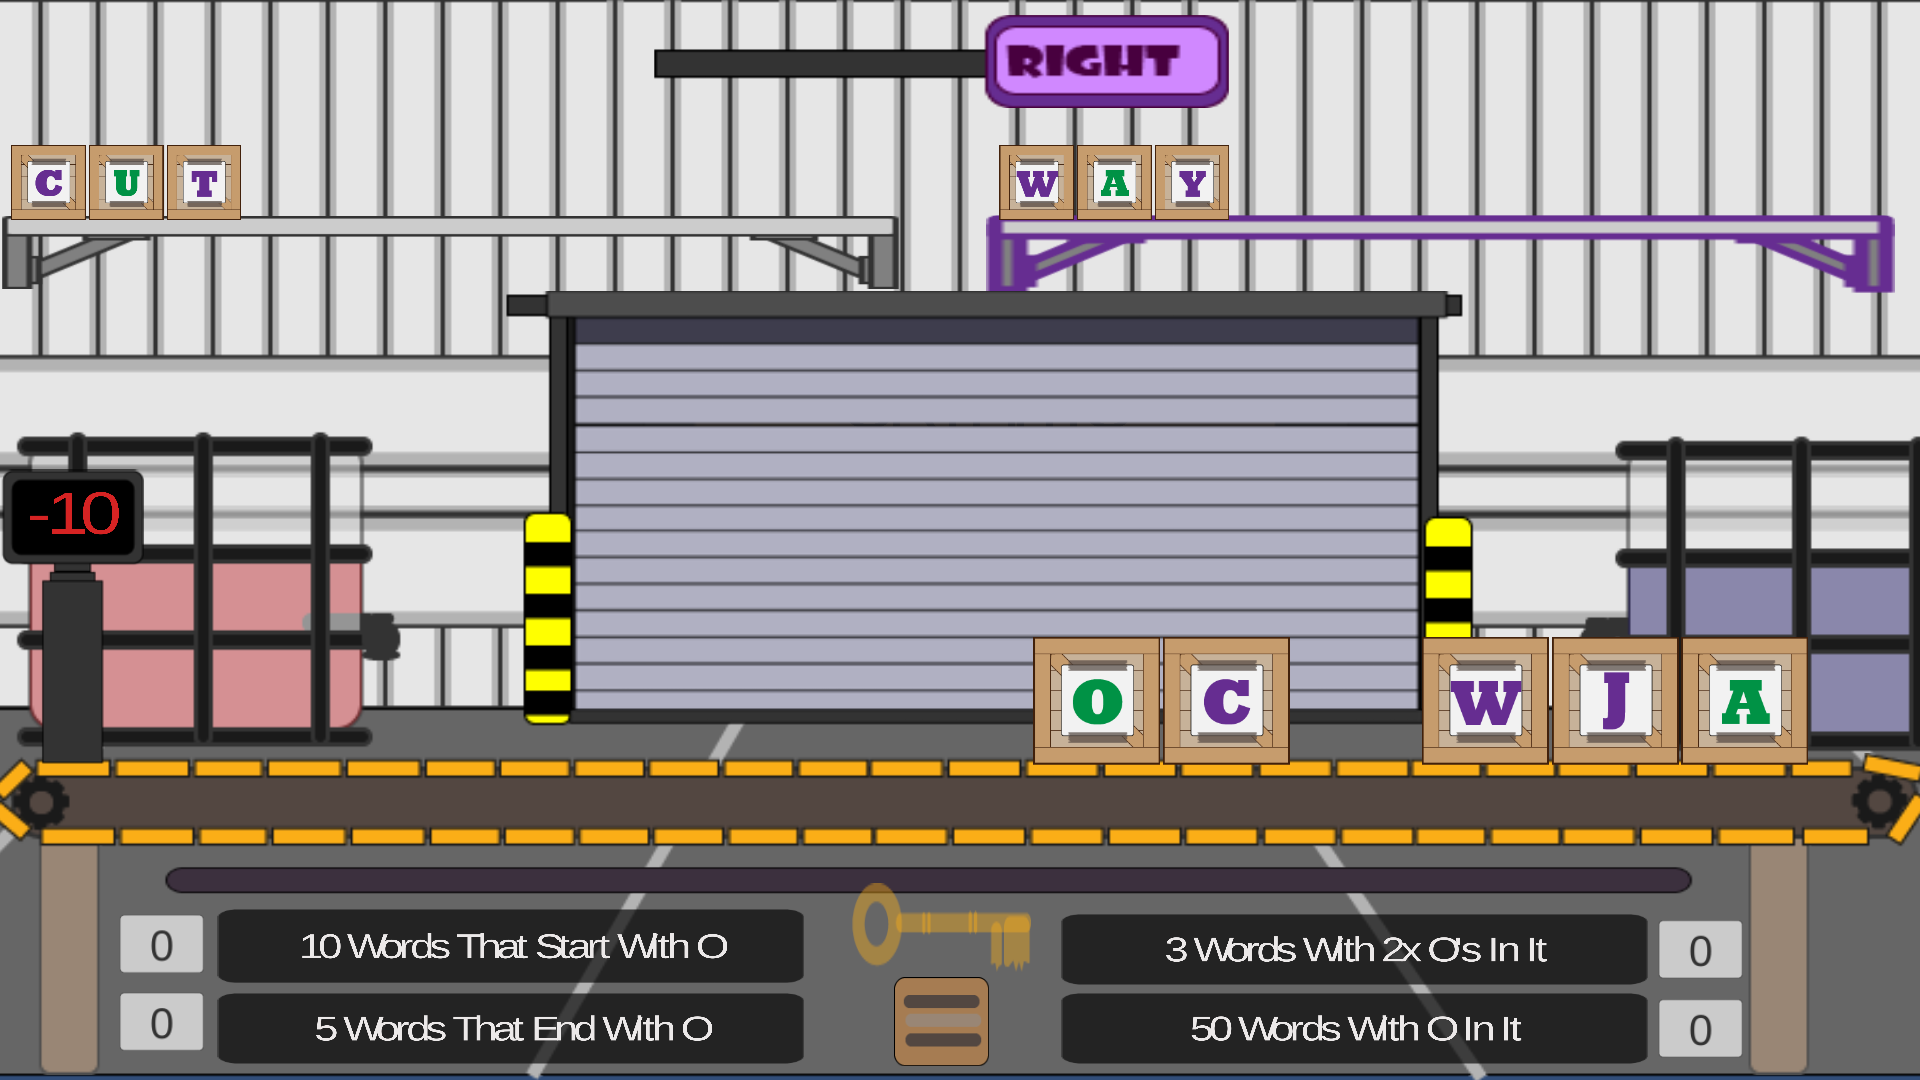 RIGHT
C U T
W A Y
-10
O C W J A
0 10 Words That Start With O
3 Words With 2x O's In It 0
0 5 Words That End With O
50 Words With O In It 0